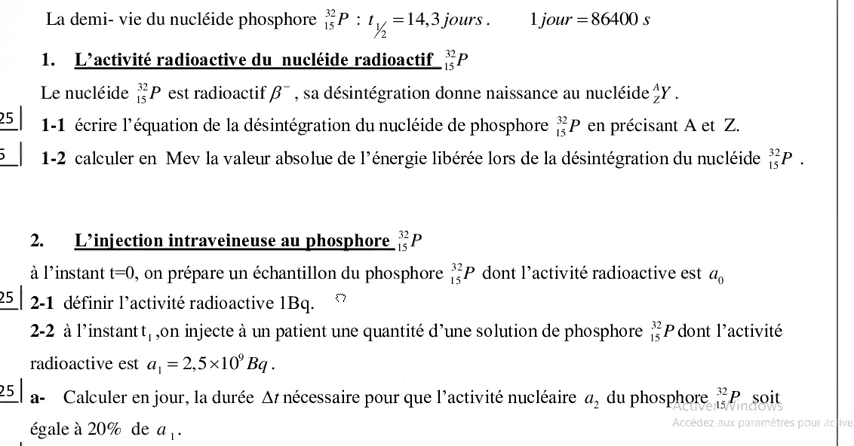 La demi- vie du nucléide phosphore ³²₁₅P : t₁/₂ = 14,3 jours . 1 jour = 86400 s
1. L’activité radioactive du nucléide radioactif ³²₁₅P
Le nucléide ³²₁₅P est radioactif β⁻ , sa désintégration donne naissance au nucléide ᴬ_Z Y .
25 1-1 écrire l’équation de la désintégration du nucléide de phosphore ³²₁₅P en précisant A et Z.
5 1-2 calculer en Mev la valeur absolue de l’énergie libérée lors de la désintégration du nucléide ³²₁₅P .
2. L’injection intraveineuse au phosphore ³²₁₅P
à l’instant t=0, on prépare un échantillon du phosphore ³²₁₅P dont l’activité radioactive est a₀
25 2-1 définir l’activité radioactive 1Bq.
2-2 à l’instant t₁ ,on injecte à un patient une quantité d’une solution de phosphore ³²₁₅P dont l’activité
radioactive est a₁ = 2,5×10⁹ Bq .
25 a- Calculer en jour, la durée Δt nécessaire pour que l’activité nucléaire a₂ du phosphore ³²₁₅P soit
Activer Windows
égale à 20% de a₁ .
Accédez aux paramètres pour active